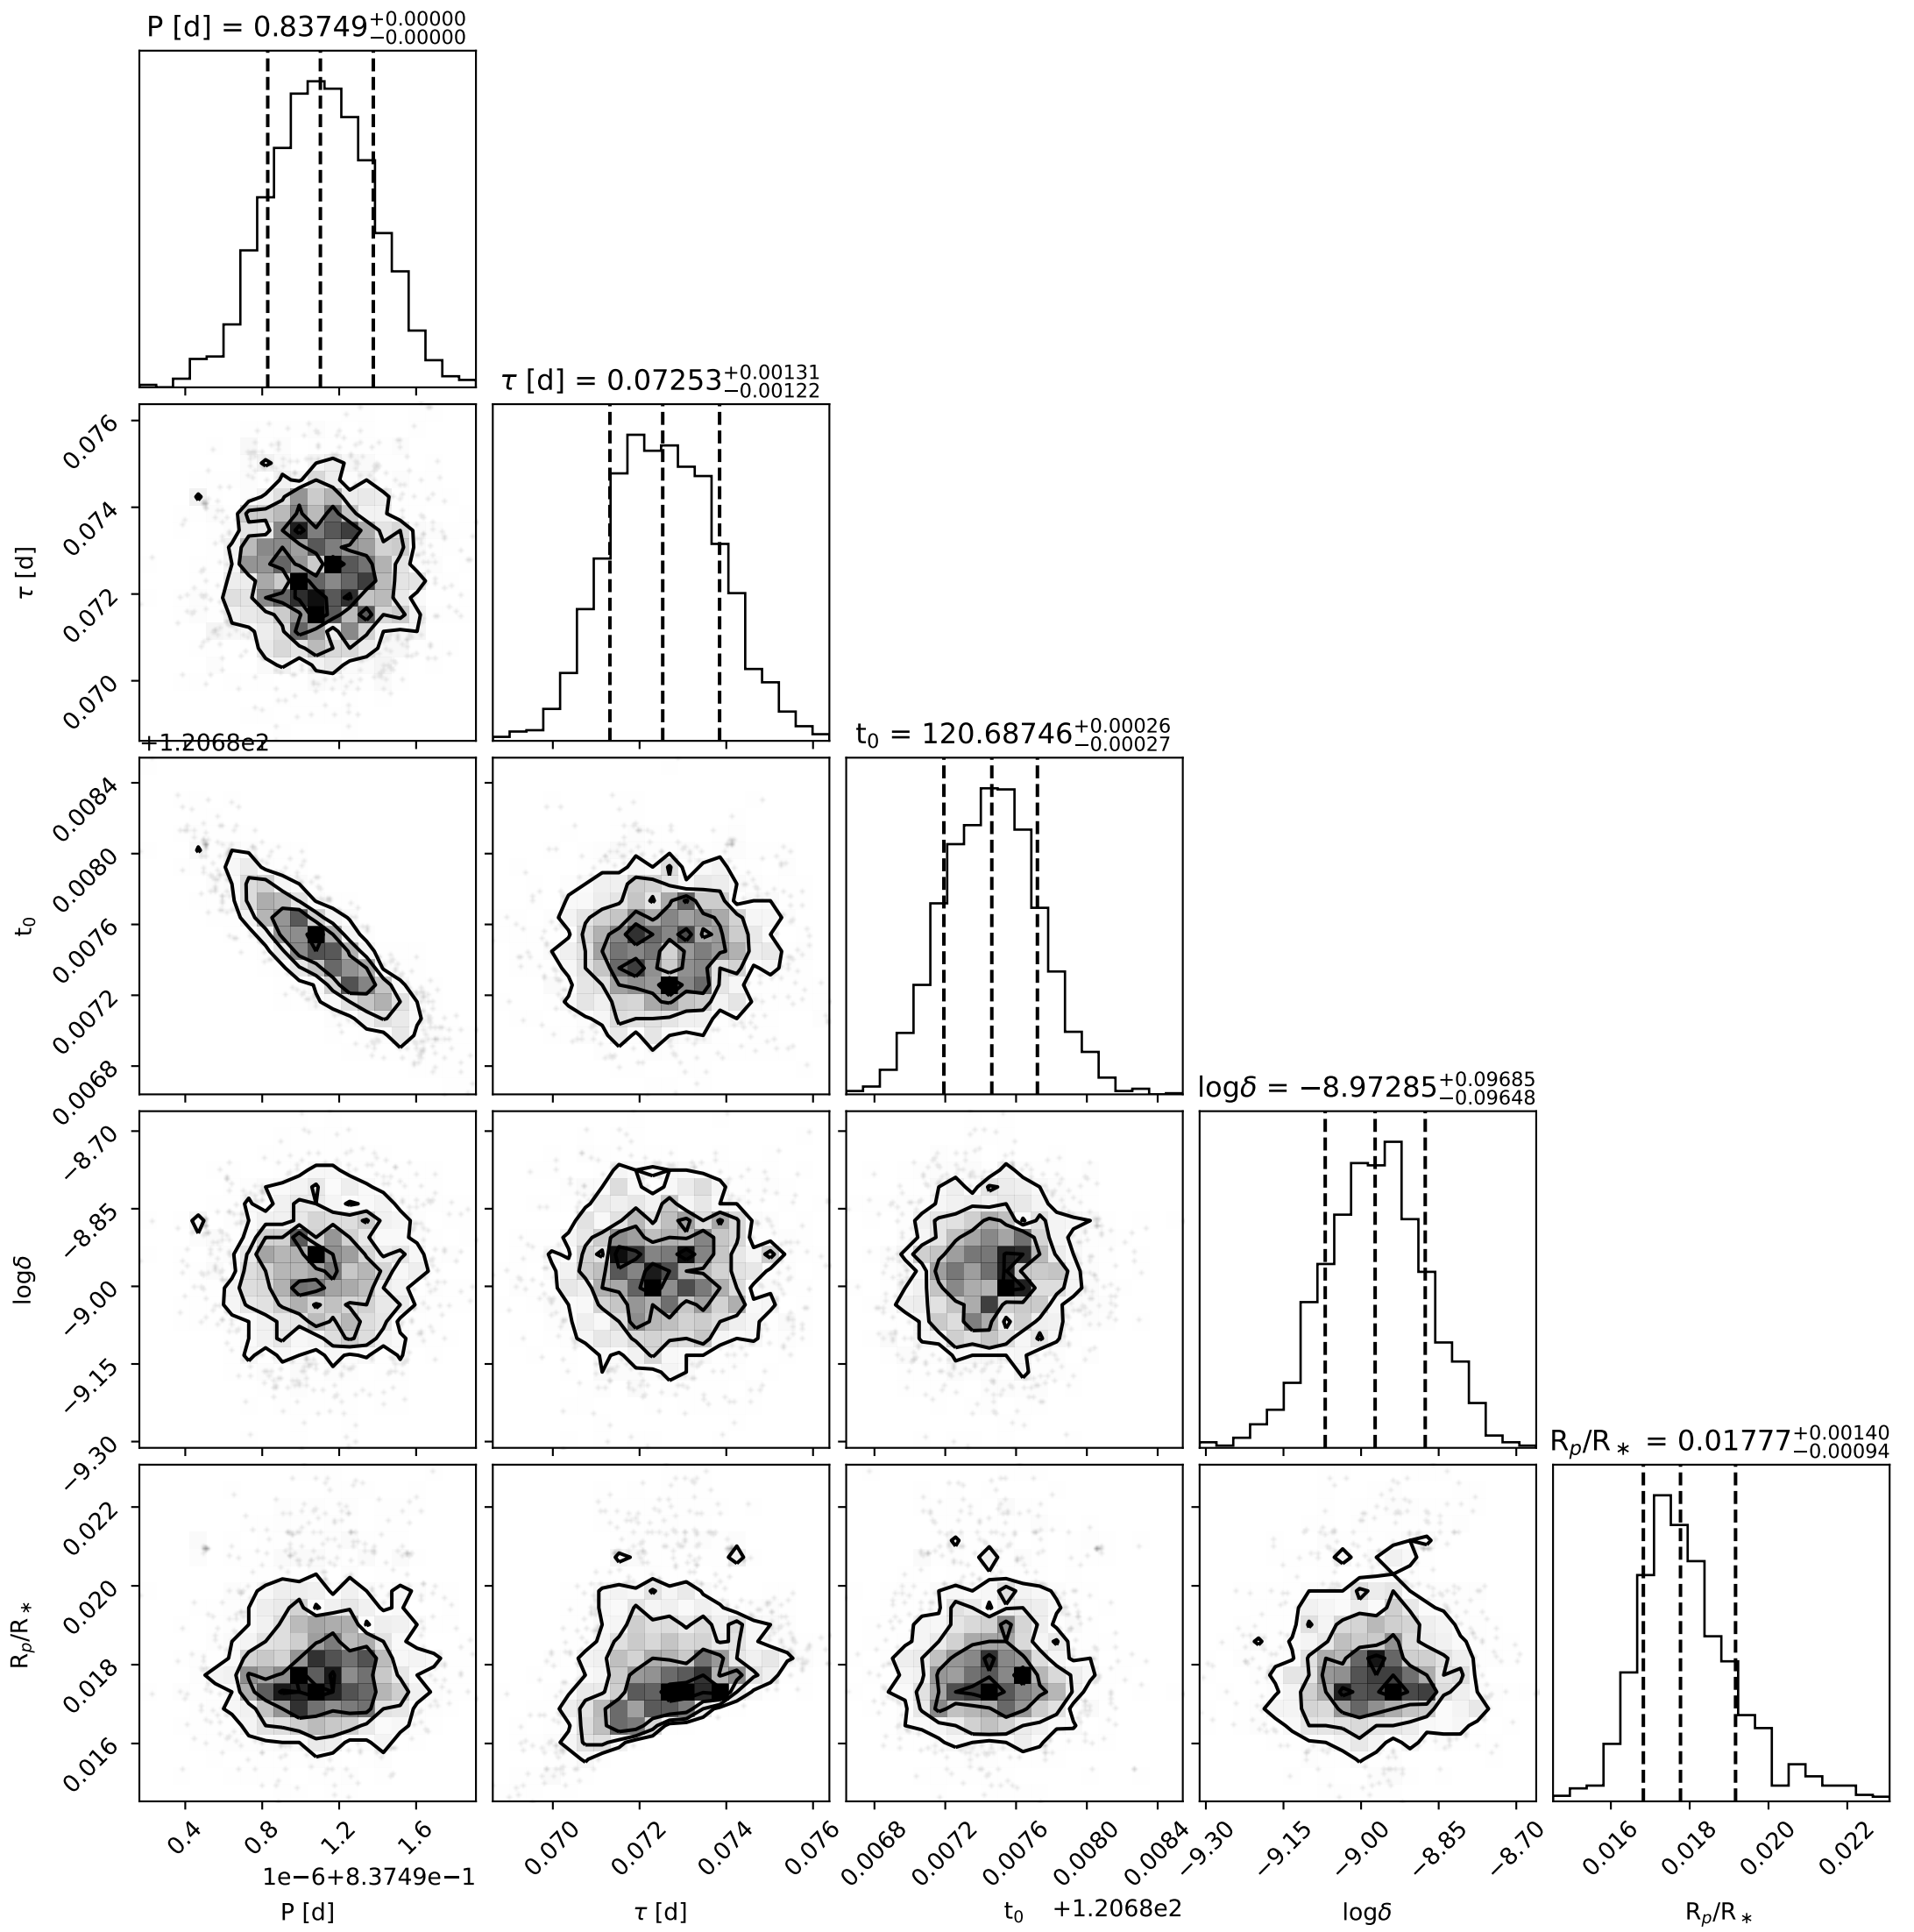 P [d] = 0.83749+0.00000−0.00000
τ [d] = 0.07253+0.00131−0.00122
0.076
0.074
0.072
0.070
τ [d]
t0 = 120.68746+0.00026−0.00027
+1.2068e2
0.0084
0.0080
0.0076
0.0072
0.0068
t0
logδ = −8.97285+0.09685−0.09648
−8.70
−8.85
−9.00
−9.15
−9.30
logδ
Rp/R∗ = 0.01777+0.00140−0.00094
0.022
0.020
0.018
0.016
Rp/R∗
0.4 0.8 1.2 1.6
0.070 0.072 0.074 0.076
0.0068 0.0072 0.0076 0.0080 0.0084
−9.30 −9.15 −9.00 −8.85 −8.70
0.016 0.018 0.020 0.022
1e−6+8.3749e−1
+1.2068e2
P [d] τ [d] t0 logδ Rp/R∗